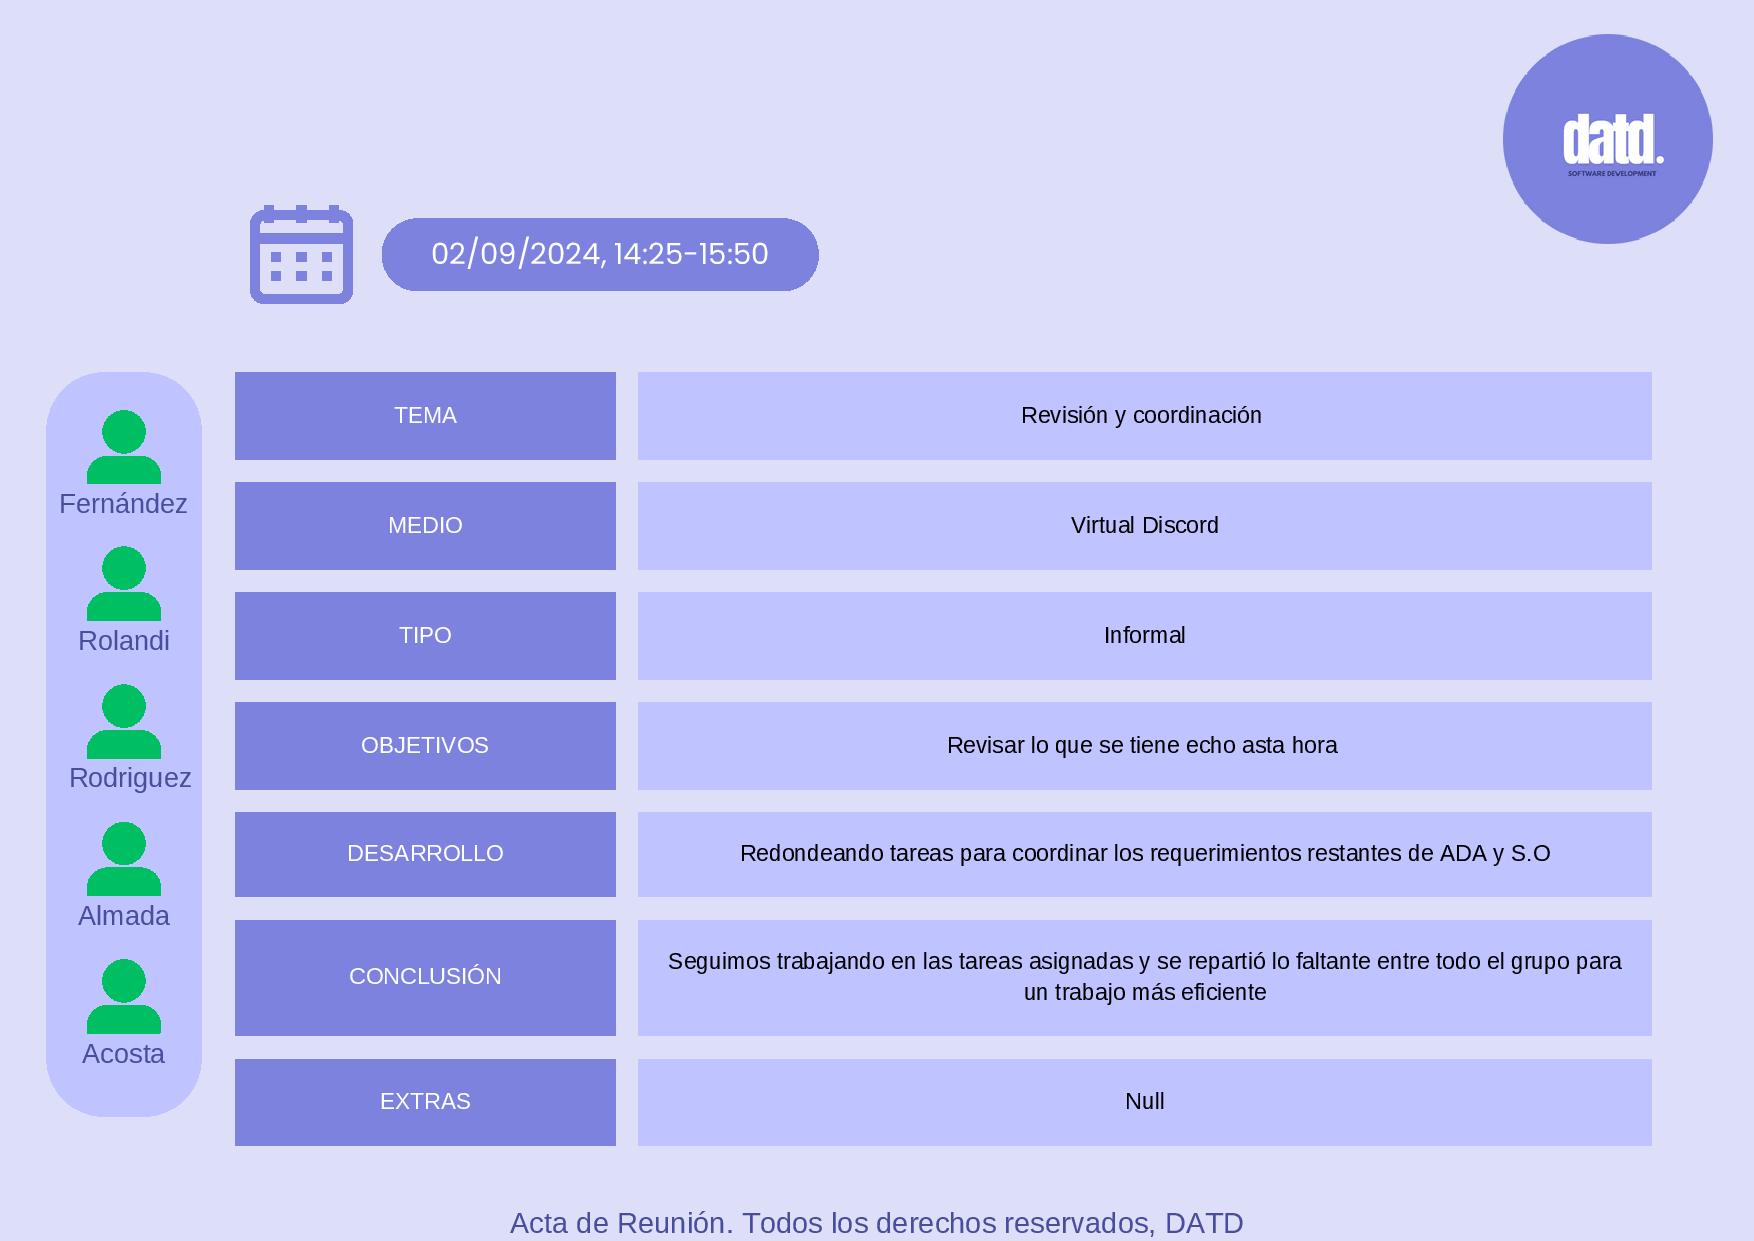 datd.
SOFTWARE DEVELOPMENT
02/09/2024, 14:25-15:50
Fernández
Rolandi
Rodriguez
Almada
Acosta
TEMA
Revisión y coordinación
MEDIO
Virtual Discord
TIPO
Informal
OBJETIVOS
Revisar lo que se tiene echo asta hora
DESARROLLO
Redondeando tareas para coordinar los requerimientos restantes de ADA y S.O
CONCLUSIÓN
Seguimos trabajando en las tareas asignadas y se repartió lo faltante entre todo el grupo para
un trabajo más eficiente
EXTRAS
Null
Acta de Reunión. Todos los derechos reservados, DATD